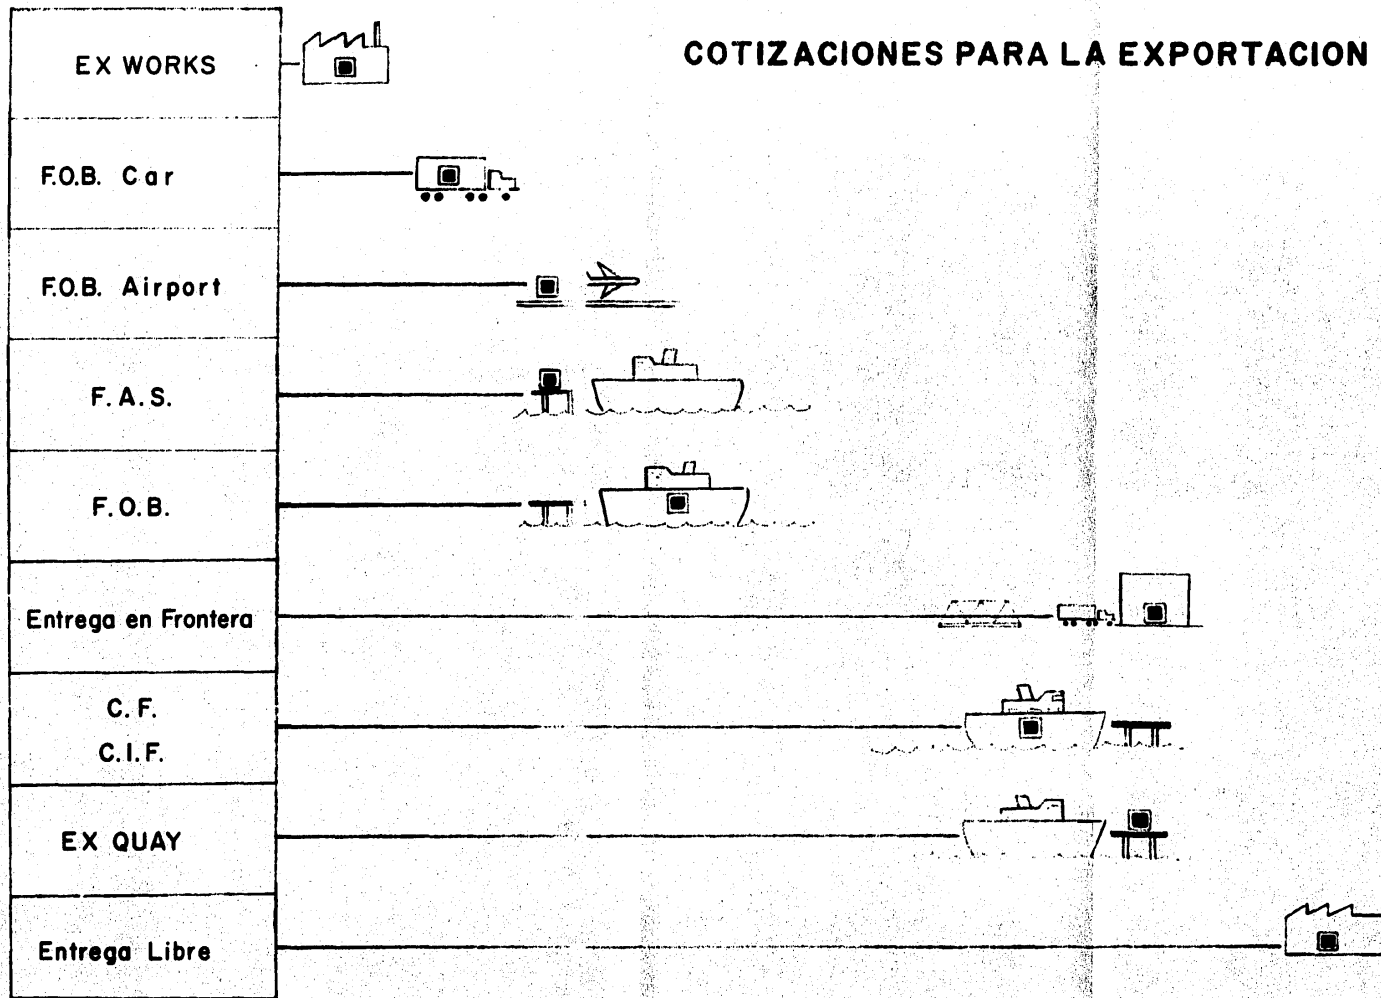 COTIZACIONES PARA LA EXPORTACION
EX WORKS
F.O.B. Car
F.O.B. Airport
F.A.S.
F.O.B.
Entrega en Frontera
C.F.
C.I.F.
EX QUAY
Entrega Libre